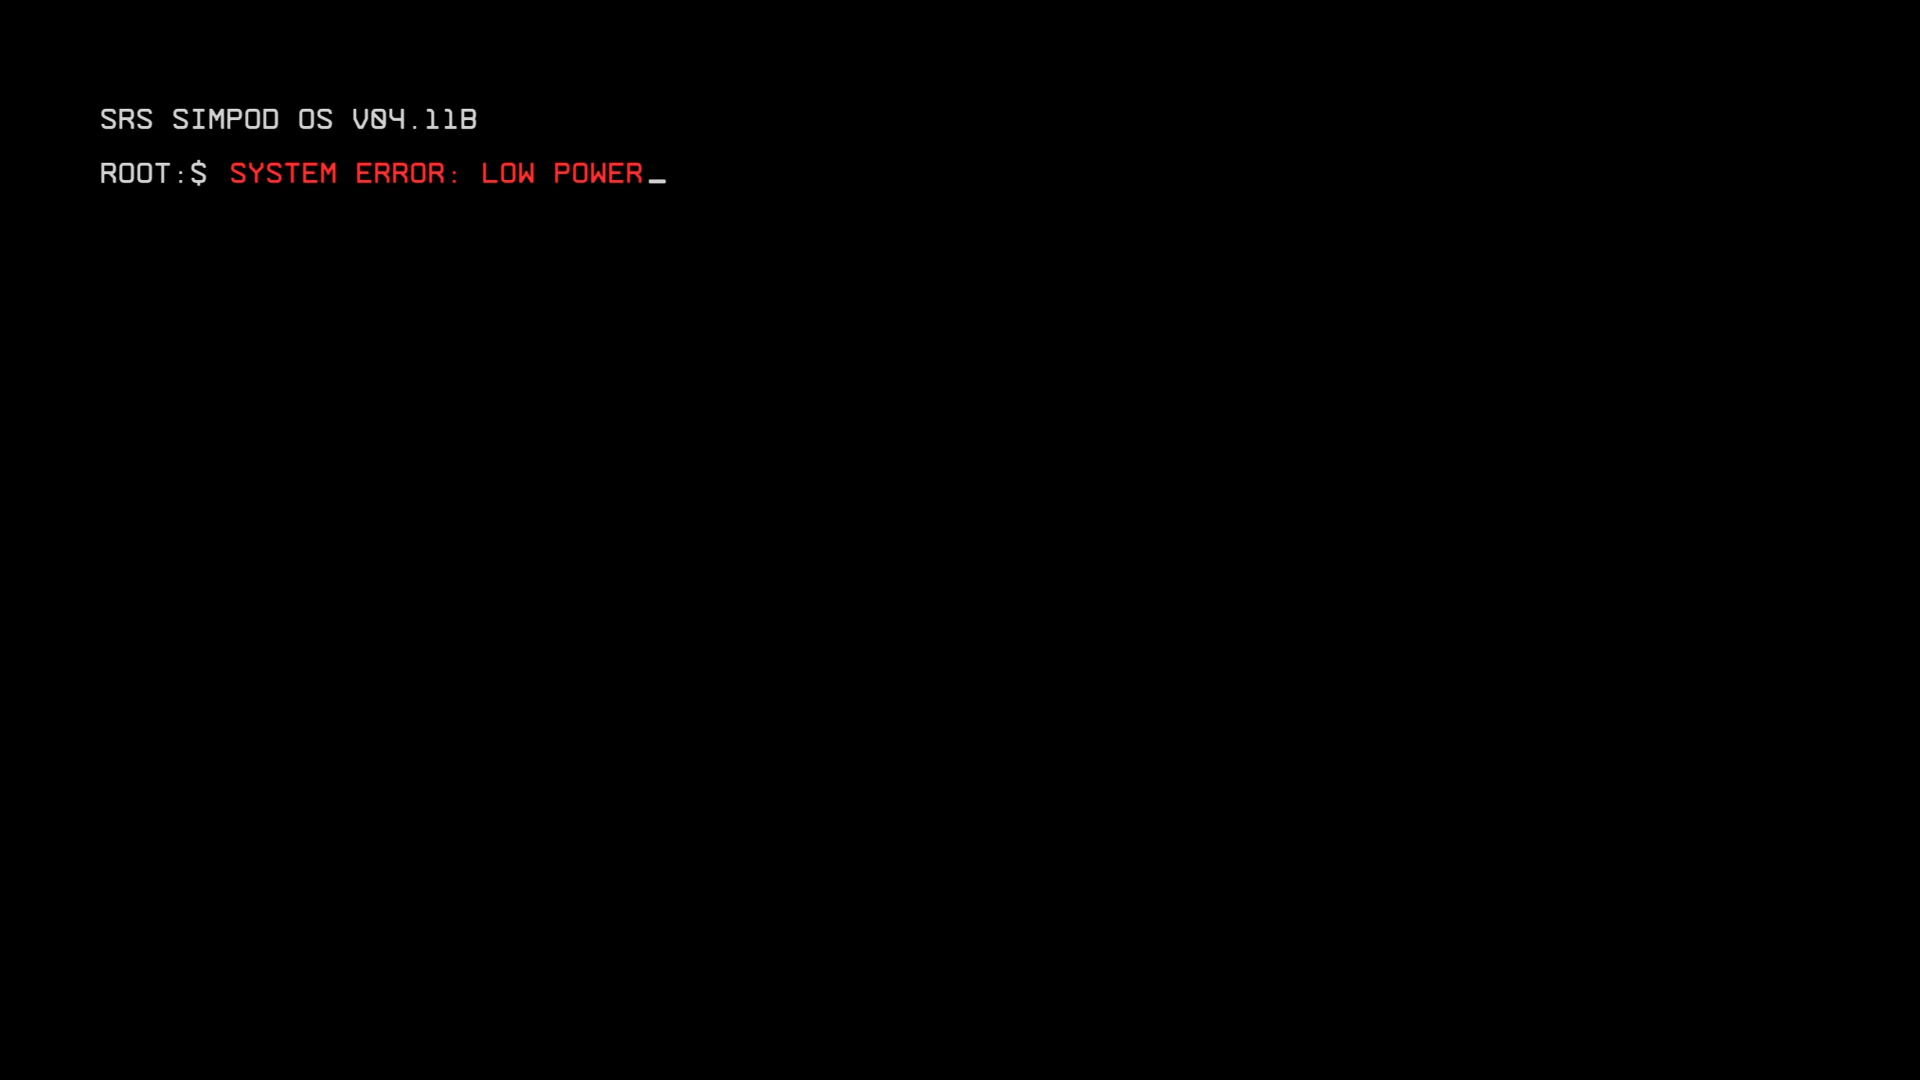 SRS SIMPOD OS V04.11B
ROOT:$ SYSTEM ERROR: LOW POWER_